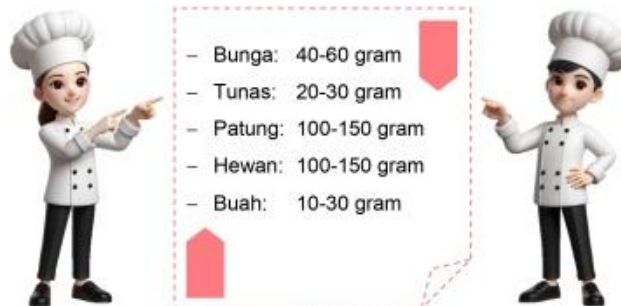 – Bunga: 40-60 gram
– Tunas: 20-30 gram
– Patung: 100-150 gram
– Hewan: 100-150 gram
– Buah: 10-30 gram